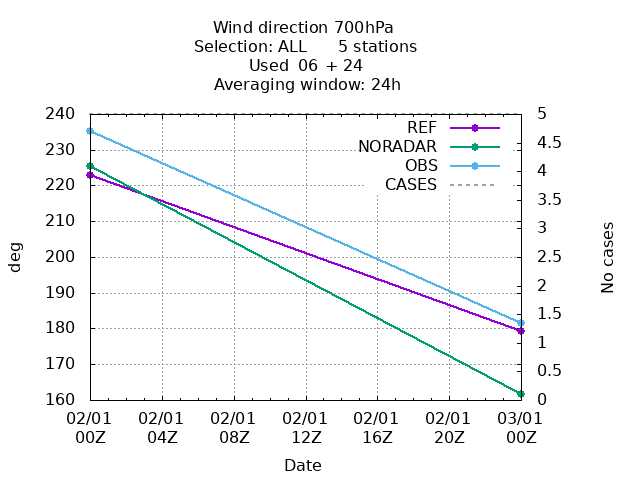 Wind direction 700hPa
Selection: ALL      5 stations
Used  06 + 24
Averaging window: 24h
240
230
220
210
200
190
180
170
160
deg
5
4.5
4
3.5
3
2.5
2
1.5
1
0.5
0
No cases
REF
NORADAR
OBS
CASES
02/01 02/01 02/01 02/01 02/01 02/01 03/01
00Z 04Z 08Z 12Z 16Z 20Z 00Z
Date